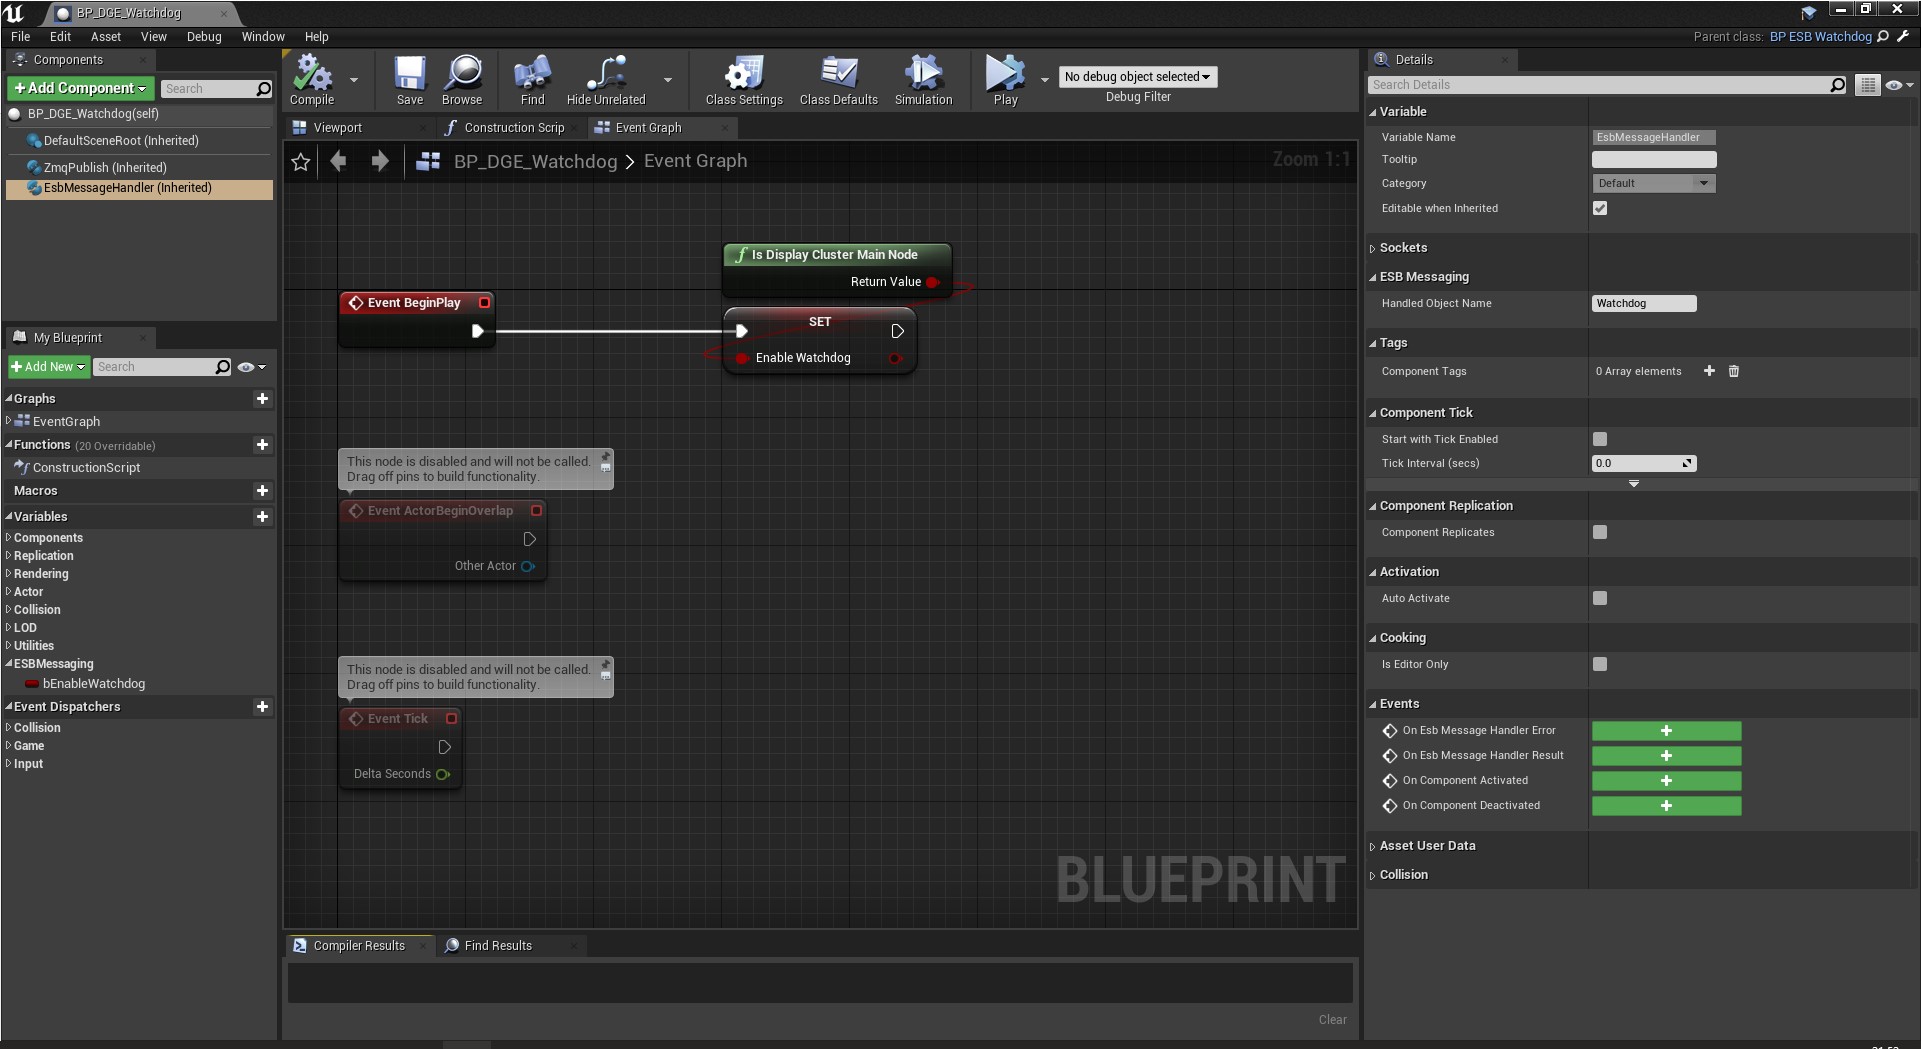 BP_DGE_Watchdog
File Edit Asset View Debug Window Help
Parent class: BP ESB Watchdog
Components
+ Add Component
Search
BP_DGE_Watchdog(self)
DefaultSceneRoot (Inherited)
ZmqPublish (Inherited)
EsbMessageHandler (Inherited)
My Blueprint
+ Add New
Search
Graphs
EventGraph
Functions (20 Overridable)
ConstructionScript
Macros
Variables
Components
Replication
Rendering
Actor
Collision
LOD
Utilities
ESBMessaging
bEnableWatchdog
Event Dispatchers
Collision
Game
Input
Compile Save Browse Find Hide Unrelated Class Settings Class Defaults Simulation Play
No debug object selected
Debug Filter
Viewport Construction Scrip Event Graph
BP_DGE_Watchdog > Event Graph
Zoom 1:1
Is Display Cluster Main Node
Return Value
Event BeginPlay
SET
Enable Watchdog
This node is disabled and will not be called.
Drag off pins to build functionality.
Event ActorBeginOverlap
Other Actor
This node is disabled and will not be called.
Drag off pins to build functionality.
Event Tick
Delta Seconds
BLUEPRINT
Compiler Results Find Results
Clear
Details
Search Details
Variable
Variable Name EsbMessageHandler
Tooltip
Category Default
Editable when Inherited
Sockets
ESB Messaging
Handled Object Name Watchdog
Tags
Component Tags 0 Array elements
Component Tick
Start with Tick Enabled
Tick Interval (secs) 0.0
Component Replication
Component Replicates
Activation
Auto Activate
Cooking
Is Editor Only
Events
On Esb Message Handler Error
On Esb Message Handler Result
On Component Activated
On Component Deactivated
Asset User Data
Collision